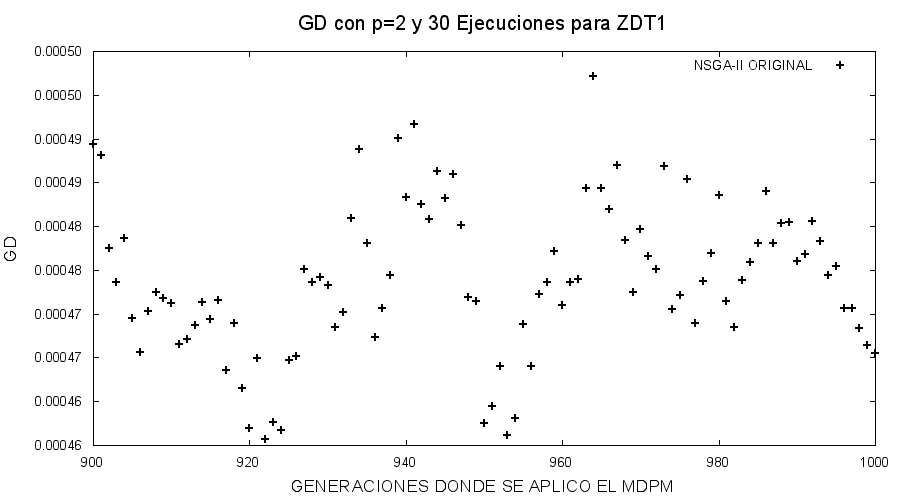 GD con p=2 y 30 Ejecuciones para ZDT1
NSGA-II ORIGINAL
0.00050
0.00050
0.00049
0.00049
0.00048
0.00048
0.00047
0.00047
0.00046
0.00046
GD
900 920 940 960 980 1000
GENERACIONES DONDE SE APLICO EL MDPM